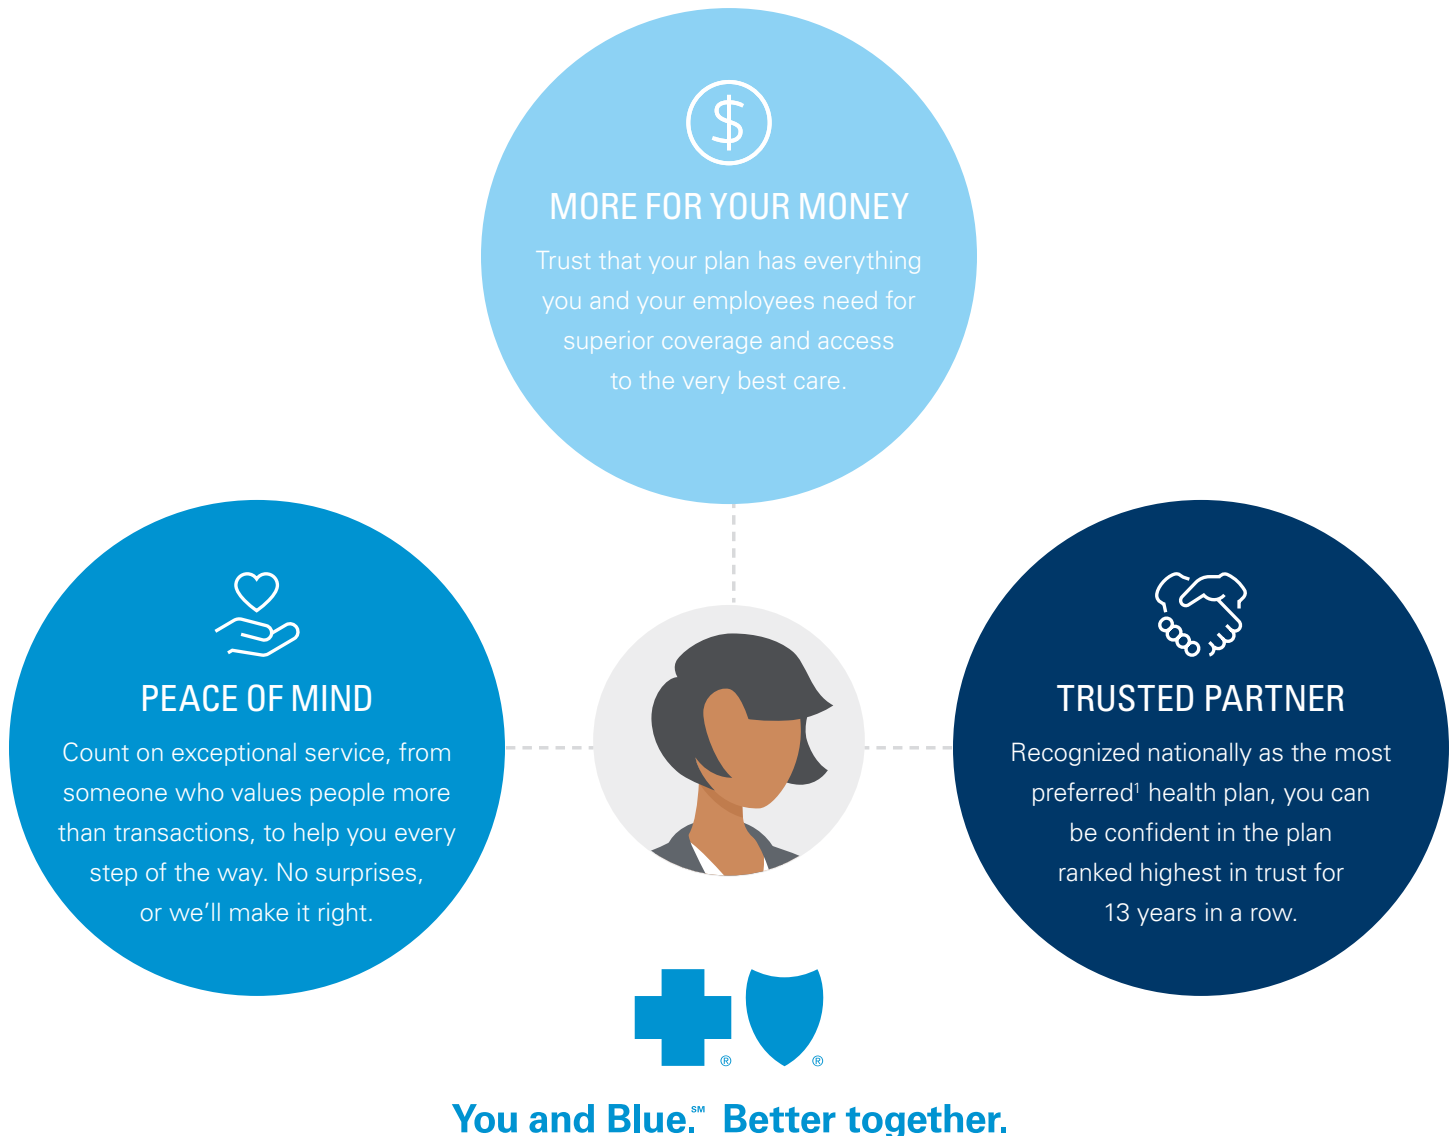 $
MORE FOR YOUR MONEY
Trust that your plan has everything
you and your employees need for
superior coverage and access
to the very best care.
PEACE OF MIND
Count on exceptional service, from
someone who values people more
than transactions, to help you every
step of the way. No surprises,
or we’ll make it right.
TRUSTED PARTNER
Recognized nationally as the most
preferred¹ health plan, you can
be confident in the plan
ranked highest in trust for
13 years in a row.
® ®
You and Blue.℠ Better together.